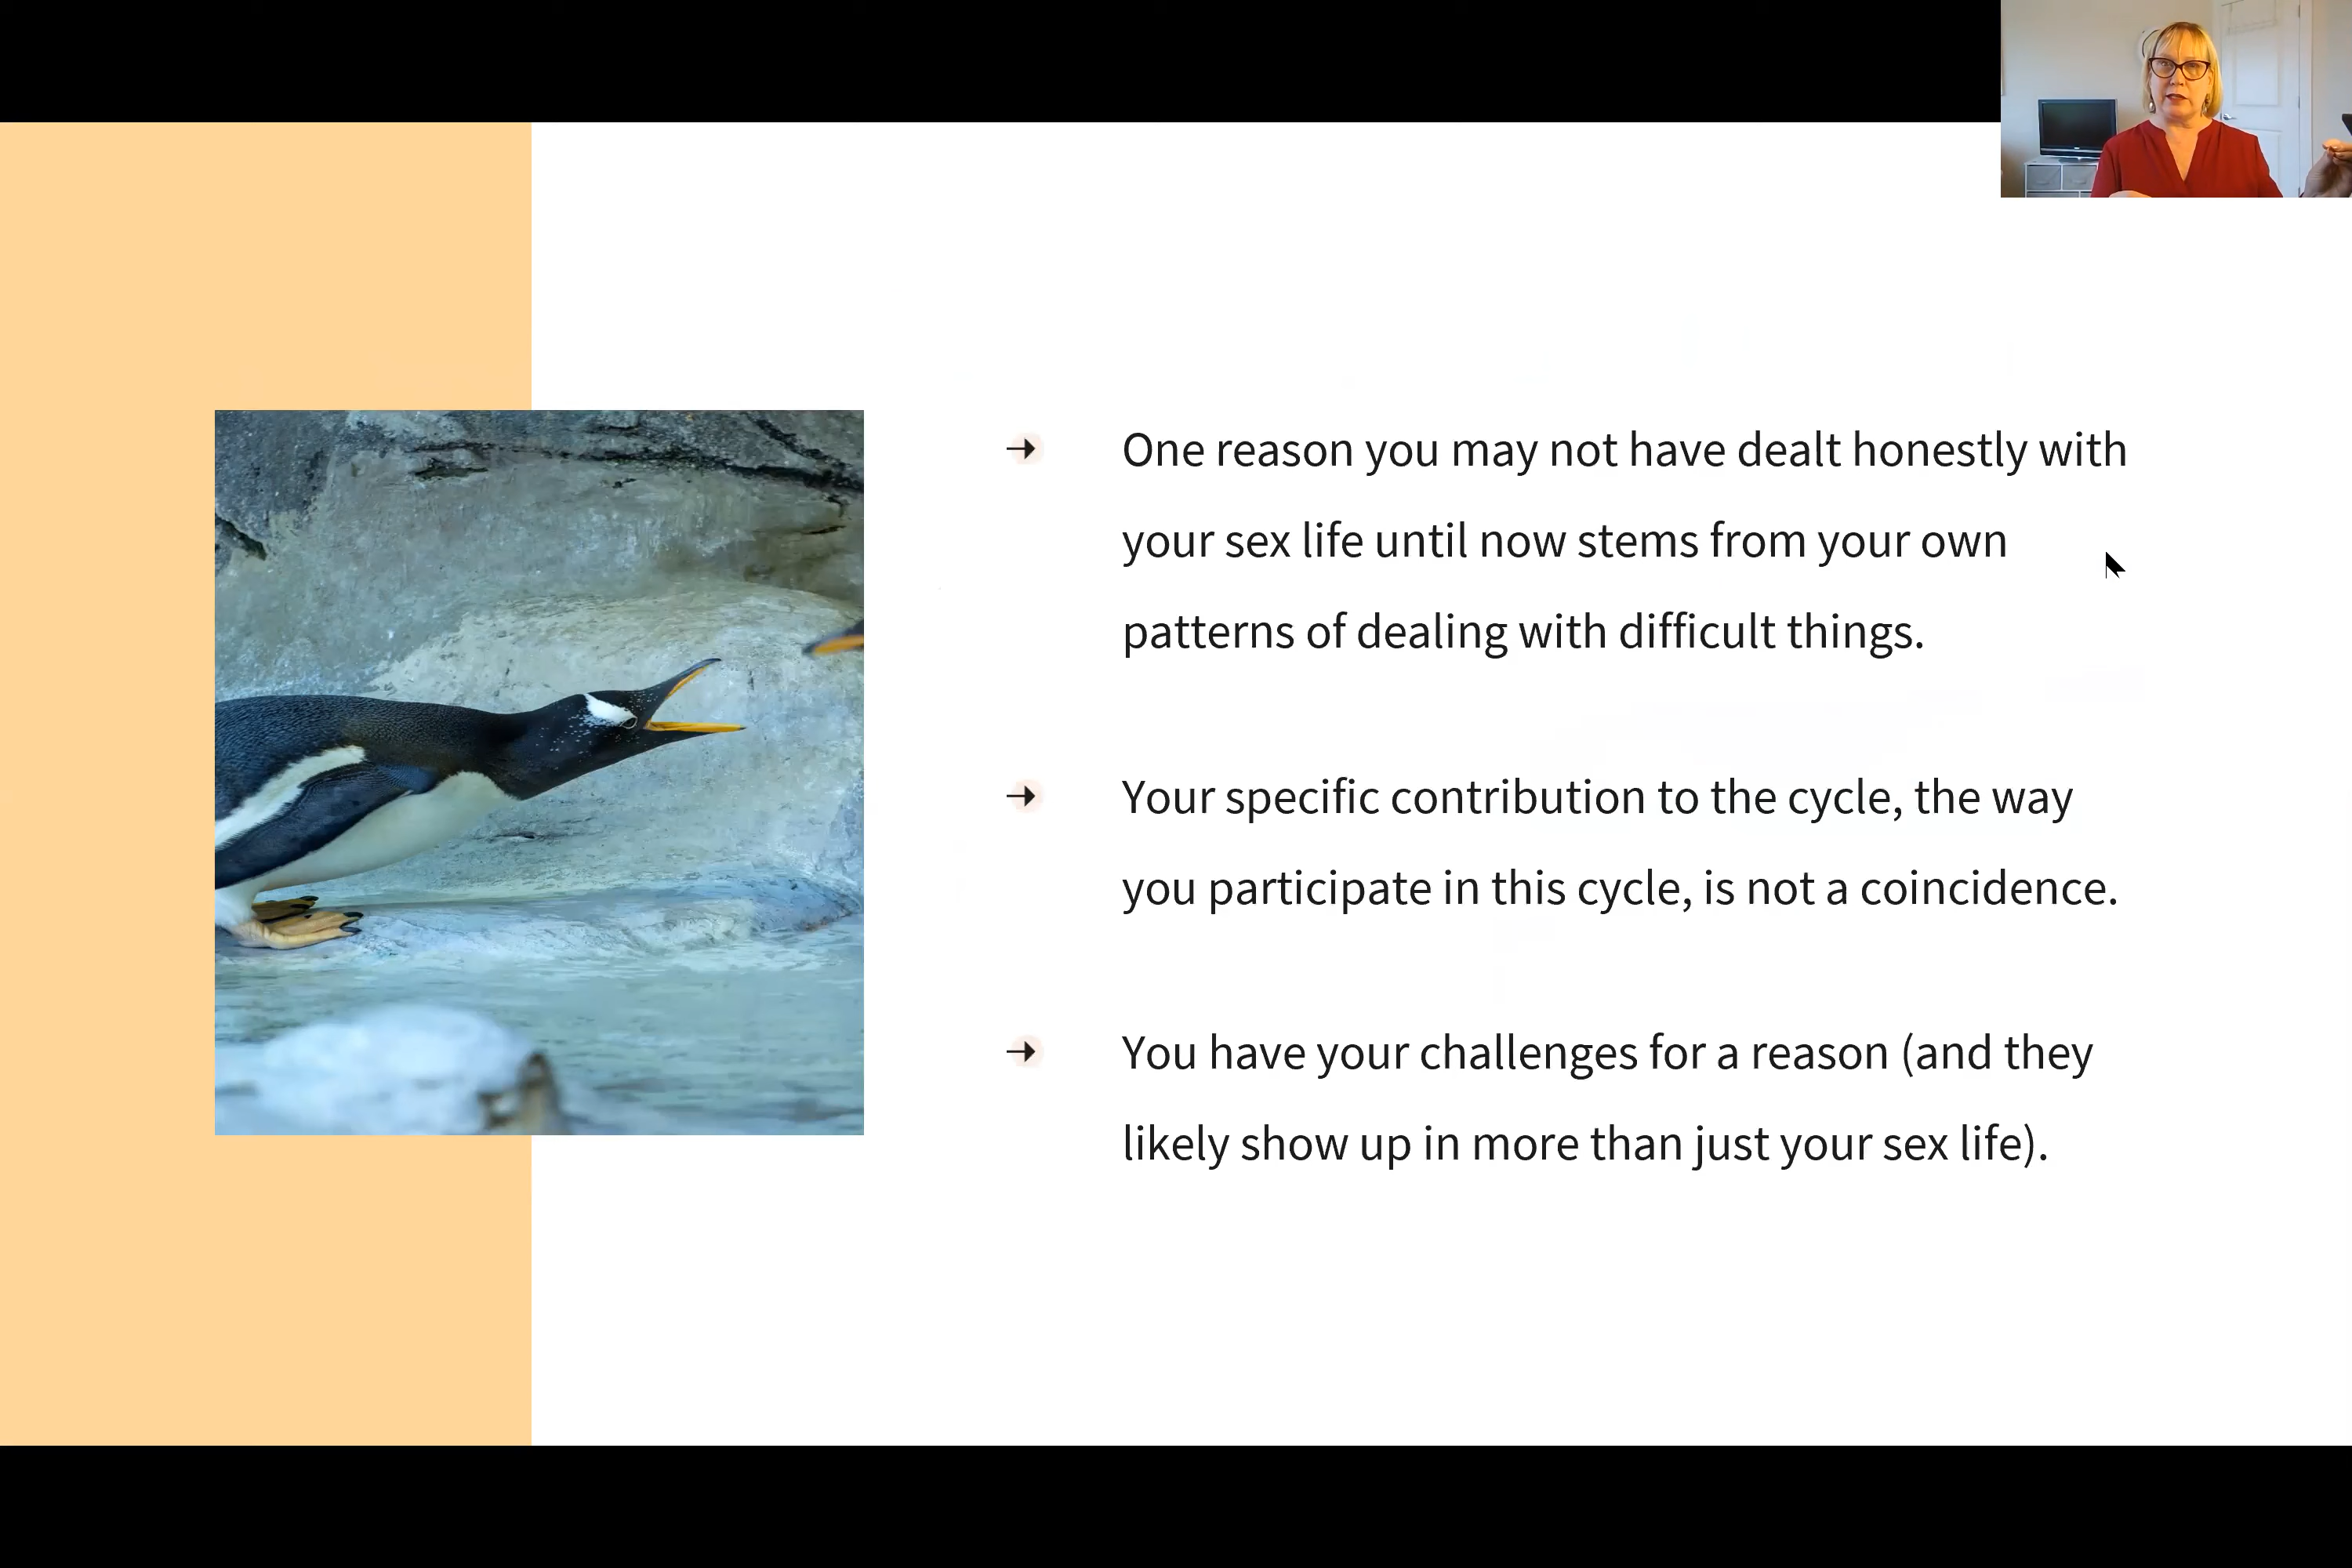 One reason you may not have dealt honestly with
your sex life until now stems from your own
patterns of dealing with difficult things.
Your specific contribution to the cycle, the way
you participate in this cycle, is not a coincidence.
You have your challenges for a reason (and they
likely show up in more than just your sex life).